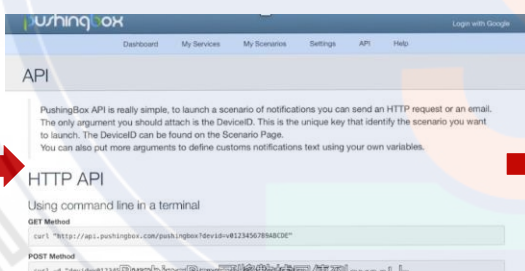 pushingbox
Login with Google
Dashboard My Services My Scenarios Settings API Help
API
PushingBox API is really simple, to launch a scenario of notifications you can send an HTTP request or an email.
The only argument you should attach is the DeviceID. This is the unique key that identify the scenario you want
to launch. The DeviceID can be found on the Scenario Page.
You can also put more arguments to define customs notifications text using your own variables.
HTTP API
Using command line in a terminal
GET Method
curl "http://api.pushingbox.com/pushingbox?devid=v0123456789ABCDE"
POST Method